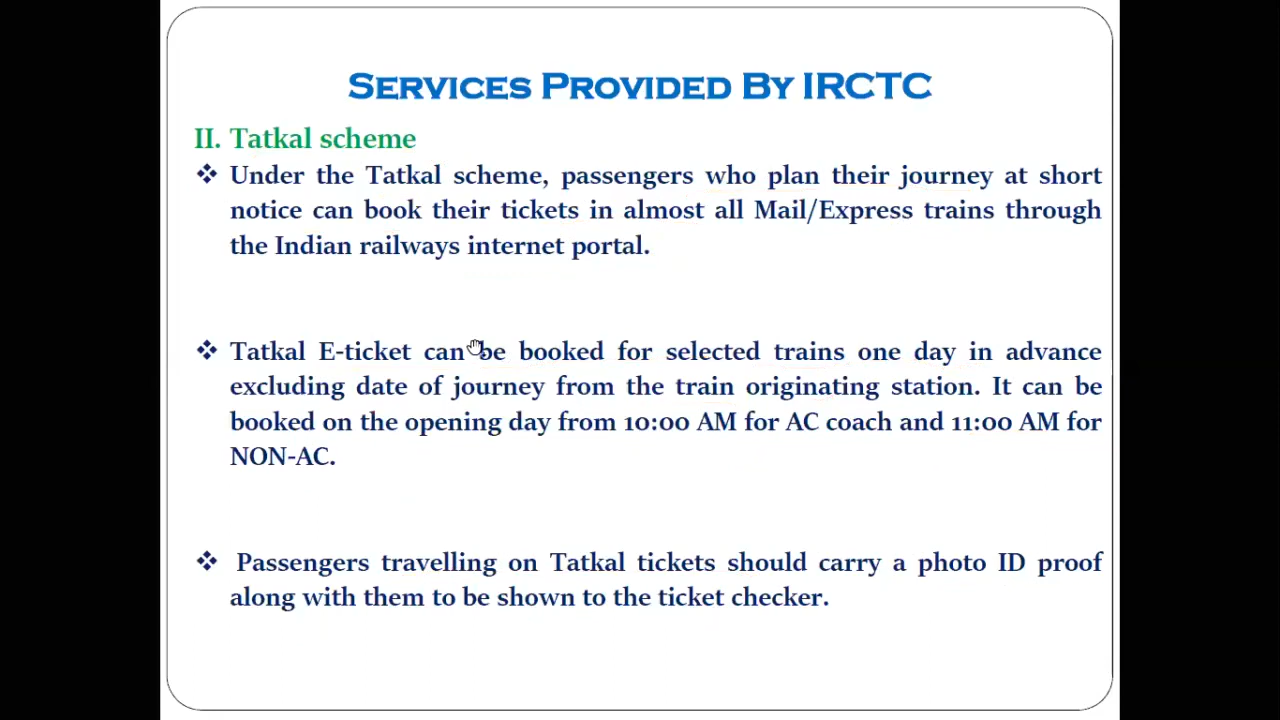 Services Provided By IRCTC
II. Tatkal scheme
❖ Under the Tatkal scheme, passengers who plan their journey at short
notice can book their tickets in almost all Mail/Express trains through
the Indian railways internet portal.
❖ Tatkal E-ticket can be booked for selected trains one day in advance
excluding date of journey from the train originating station. It can be
booked on the opening day from 10:00 AM for AC coach and 11:00 AM for
NON-AC.
❖ Passengers travelling on Tatkal tickets should carry a photo ID proof
along with them to be shown to the ticket checker.